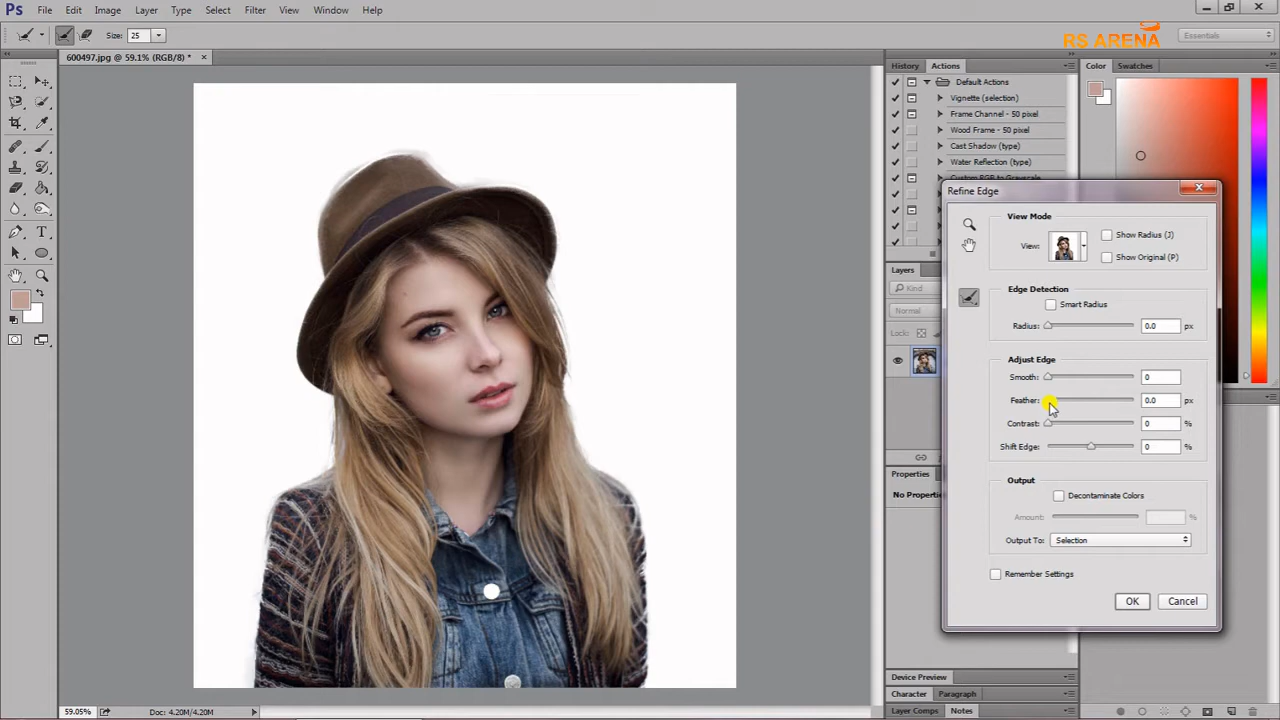 Ps File Edit Image Layer Type Select Filter View Window Help
Size: 25
RS ARENA
Essentials
600497.jpg @ 59.1% (RGB/8) * ×
History Actions
Color Swatches
Default Actions
Vignette (selection)
Frame Channel - 50 pixel
Wood Frame - 50 pixel
Cast Shadow (type)
Water Reflection (type)
Custom RGB to Grayscale
Layers
Kind
Normal
Lock:
Properties
No Propertie
Refine Edge
View Mode
View:
Show Radius (J)
Show Original (P)
Edge Detection
Smart Radius
Radius: 0.0 px
Adjust Edge
Smooth: 0
Feather: 0.0 px
Contrast: 0 %
Shift Edge: 0 %
Output
Decontaminate Colors
Amount: %
Output To: Selection
Remember Settings
OK Cancel
Device Preview
Character Paragraph
Layer Comps Notes
59.05% Doc: 4.20M/4.20M